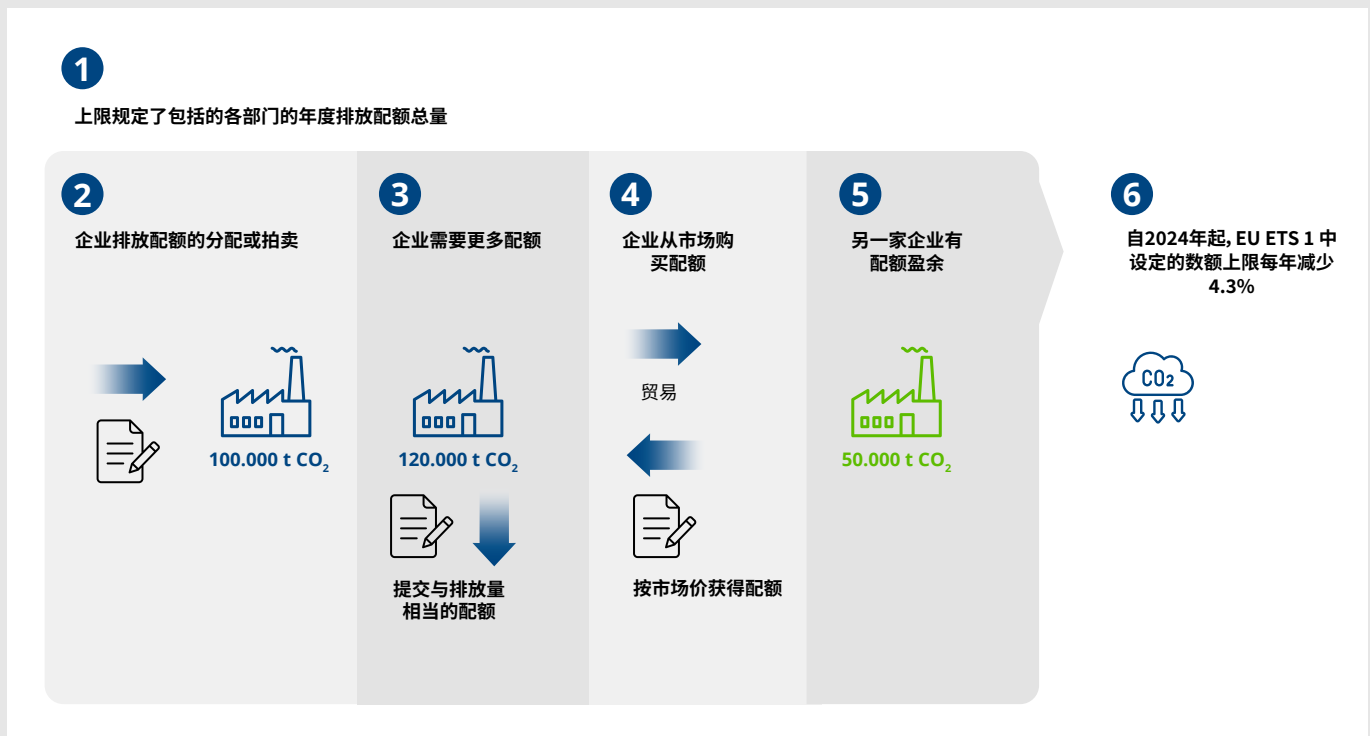 1
上限规定了包括的各部门的年度排放配额总量
2
企业排放配额的分配或拍卖
100.000 t CO₂
3
企业需要更多配额
120.000 t CO₂
提交与排放量
相当的配额
4
企业从市场购
买配额
贸易
按市场价获得配额
5
另一家企业有
配额盈余
50.000 t CO₂
6
自2024年起, EU ETS 1 中
设定的数额上限每年减少
4.3%
CO₂